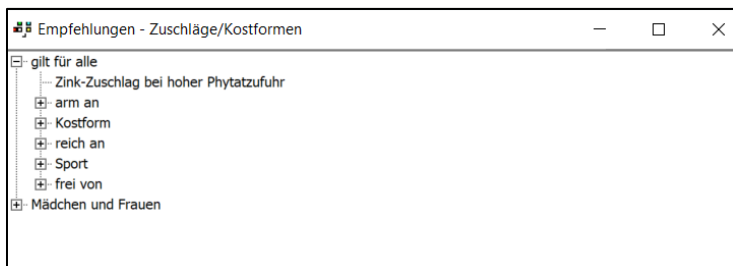 Empfehlungen - Zuschläge/Kostformen
gilt für alle
Zink-Zuschlag bei hoher Phytatzufuhr
arm an
Kostform
reich an
Sport
frei von
Mädchen und Frauen